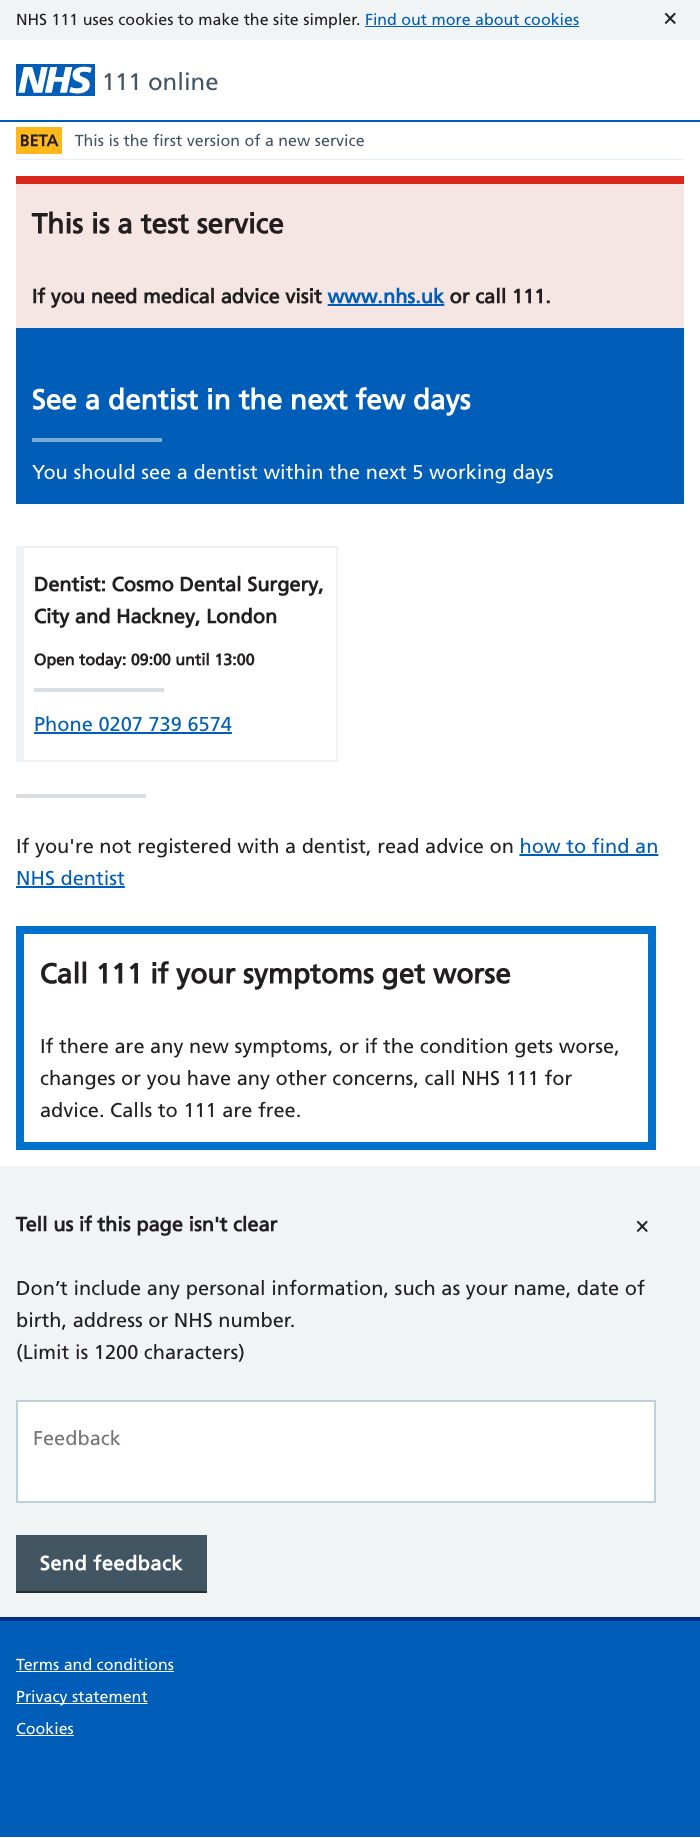 NHS 111 uses cookies to make the site simpler. Find out more about cookies ✕
NHS 111 online
BETA This is the first version of a new service
This is a test service
If you need medical advice visit www.nhs.uk or call 111.
See a dentist in the next few days
You should see a dentist within the next 5 working days
Dentist: Cosmo Dental Surgery,
City and Hackney, London
Open today: 09:00 until 13:00
Phone 0207 739 6574
If you're not registered with a dentist, read advice on how to find an
NHS dentist
Call 111 if your symptoms get worse
If there are any new symptoms, or if the condition gets worse,
changes or you have any other concerns, call NHS 111 for
advice. Calls to 111 are free.
Tell us if this page isn't clear ✕
Don’t include any personal information, such as your name, date of
birth, address or NHS number.
(Limit is 1200 characters)
Feedback
Send feedback
Terms and conditions
Privacy statement
Cookies